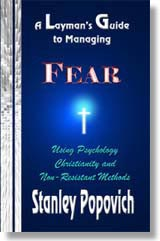 A Layman's Guide
to Managing
FEAR
Using Psychology
Christianity and
Non-Resistant Methods
Stanley Popovich